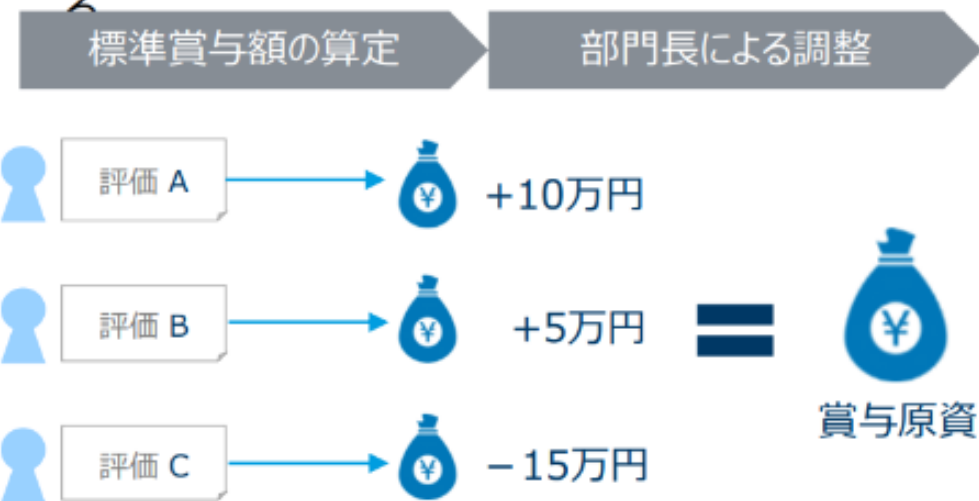 標準賞与額の算定
部門長による調整
評価 A
¥
+10万円
評価 B
¥
+5万円
¥
賞与原資
評価 C
¥
−15万円